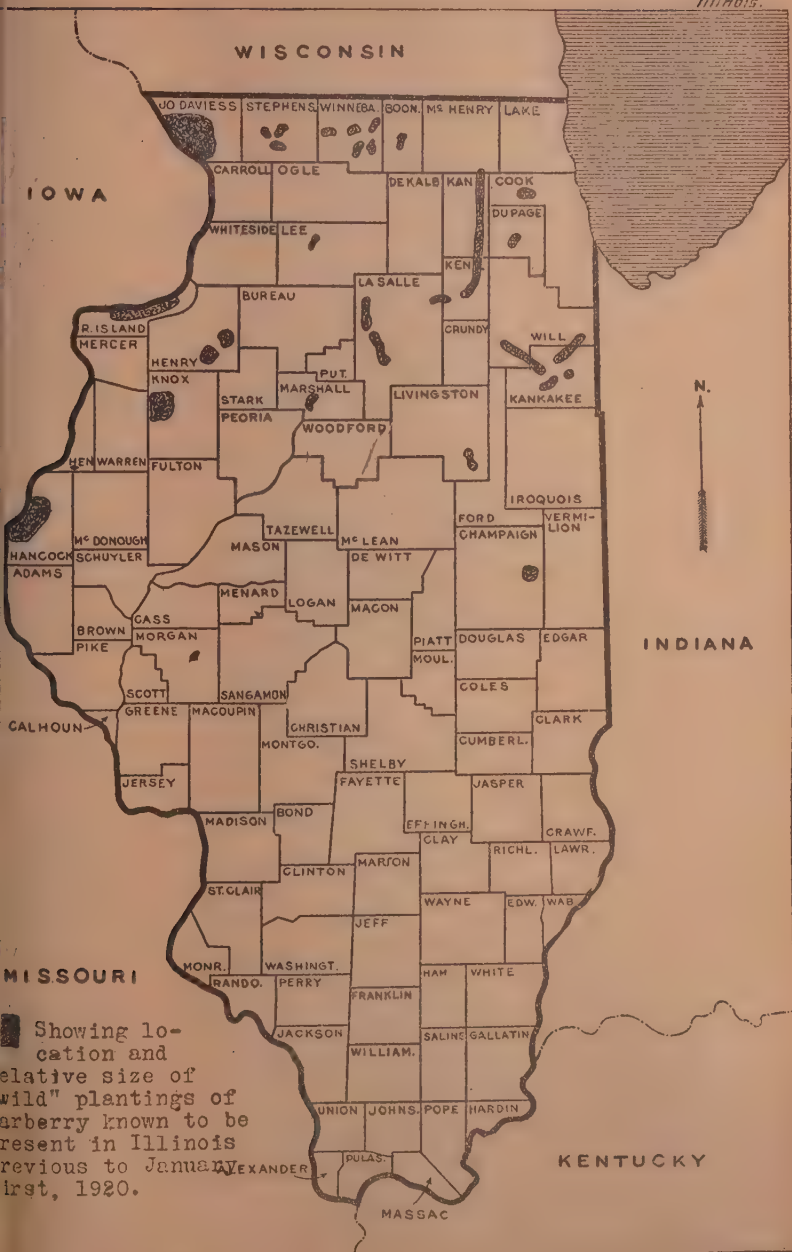 Illinois.
WISCONSIN
JO DAVIESS STEPHENS WINNEBA. BOON. Mc HENRY LAKE
IOWA
CARROLL OGLE DEKALB KAN COOK
DUPAGE
WHITESIDE LEE
KEN
LA SALLE
BUREAU
R. ISLAND GRUNDY WILL
MERCER
HENRY PUT.
KNOX STARK MARSHALL LIVINGSTON KANKAKEE
N.
PEORIA WOODFORD
HEN WARREN FULTON
IROQUOIS
FORD VERMI-
LION
McDONOUGH TAZEWELL McLEAN CHAMPAIGN
HANCOCK SCHUYLER MASON DE WITT
ADAMS
MENARD LOGAN MACON
CASS
BROWN MORGAN PIATT DOUGLAS EDGAR
PIKE MOUL.
INDIANA
SCOTT SANGAMON COLES
GREENE MACOUPIN CLARK
CALHOUN CHRISTIAN
MONTGO. CUMBERL.
SHELBY
JERSEY FAYETTE JASPER
BOND EFFINGH. CRAWF.
MADISON CLAY
RICHL. LAWR.
CLINTON MARION
ST. CLAIR WAYNE EDW. WAB.
JEFF
MONR. WASHINGT. HAM WHITE
MISSOURI
RANDO. PERRY
FRANKLIN
JACKSON SALINE GALLATIN
WILLIAM.
UNION JOHNS. POPE HARDIN
PULAS.
ALEXANDER
KENTUCKY
MASSAC
Showing lo-
cation and
elative size of
wild" plantings of
arberry known to be
resent in Illinois
revious to January
irst, 1920.